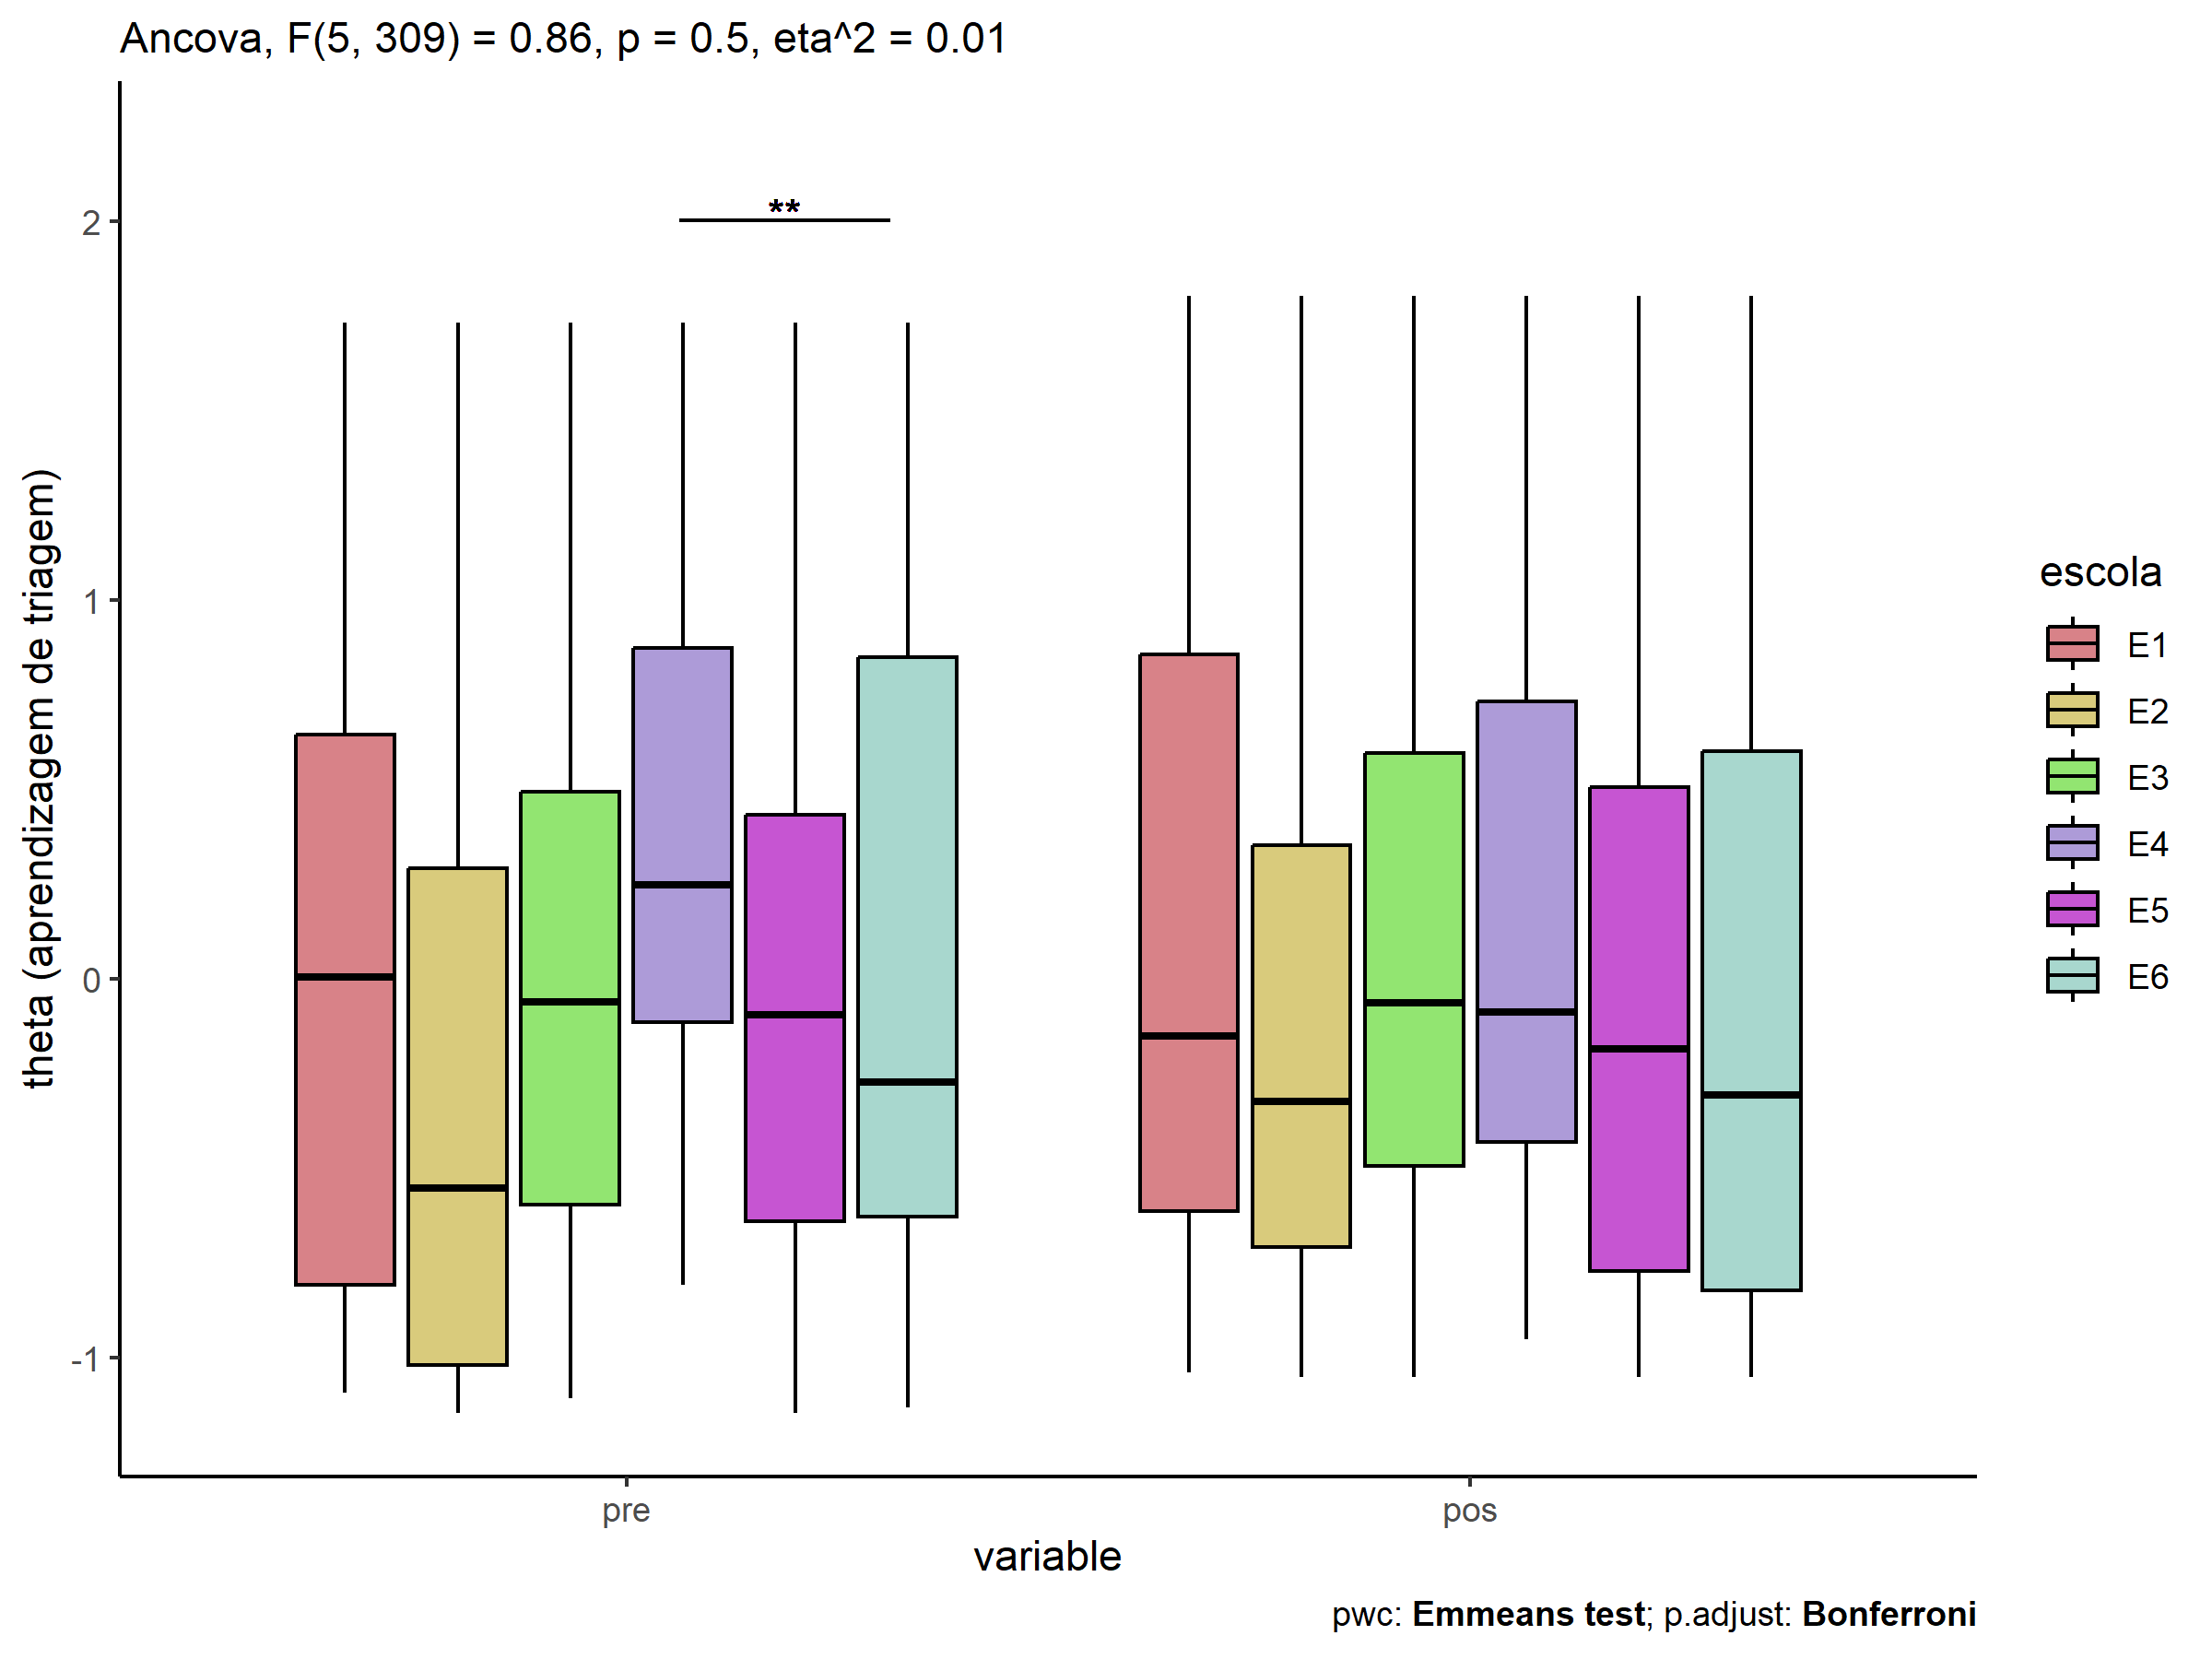 Ancova, F(5, 309) = 0.86, p = 0.5, eta^2 = 0.01
theta (aprendizagem de triagem)
2
1
0
-1
**
pre
pos
variable
escola
E1
E2
E3
E4
E5
E6
pwc: Emmeans test; p.adjust: Bonferroni